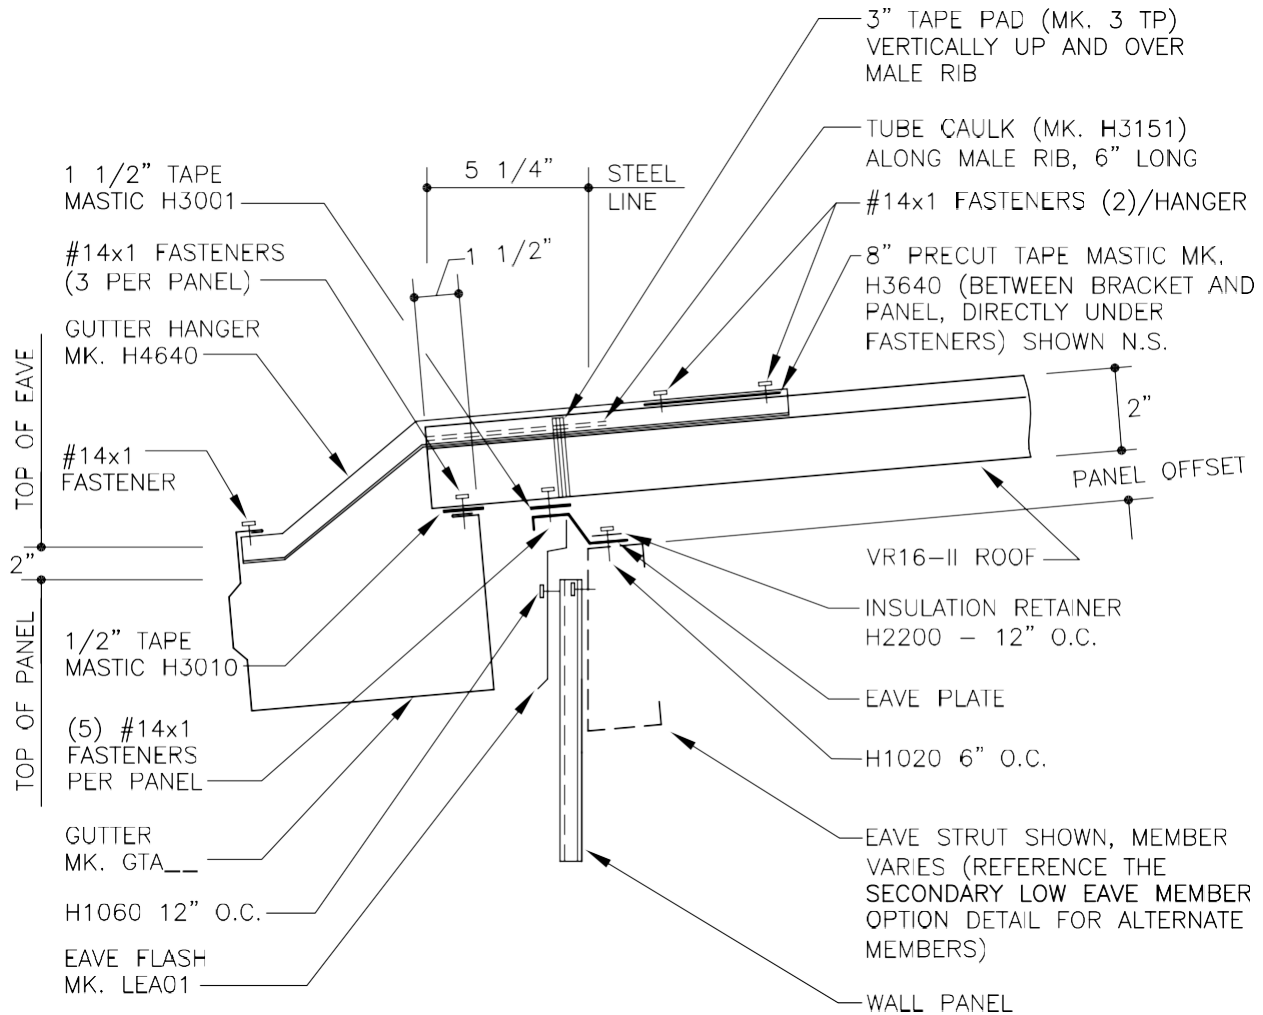 3" TAPE PAD (MK. 3 TP)
VERTICALLY UP AND OVER
MALE RIB
TUBE CAULK (MK. H3151)
ALONG MALE RIB, 6" LONG
1 1/2" TAPE
MASTIC H3001
5 1/4"
STEEL
LINE
#14x1 FASTENERS (2)/HANGER
#14x1 FASTENERS
(3 PER PANEL)
1 1/2"
8" PRECUT TAPE MASTIC MK.
H3640 (BETWEEN BRACKET AND
PANEL, DIRECTLY UNDER
FASTENERS) SHOWN N.S.
GUTTER HANGER
MK. H4640
TOP OF EAVE
2"
#14x1
FASTENER
PANEL OFFSET
2"
VR16-II ROOF
TOP OF PANEL
INSULATION RETAINER
H2200 - 12" O.C.
1/2" TAPE
MASTIC H3010
EAVE PLATE
(5) #14x1
FASTENERS
PER PANEL
H1020 6" O.C.
GUTTER
MK. GTA__
EAVE STRUT SHOWN, MEMBER
VARIES (REFERENCE THE
SECONDARY LOW EAVE MEMBER
OPTION DETAIL FOR ALTERNATE
MEMBERS)
H1060 12" O.C.
EAVE FLASH
MK. LEA01
WALL PANEL